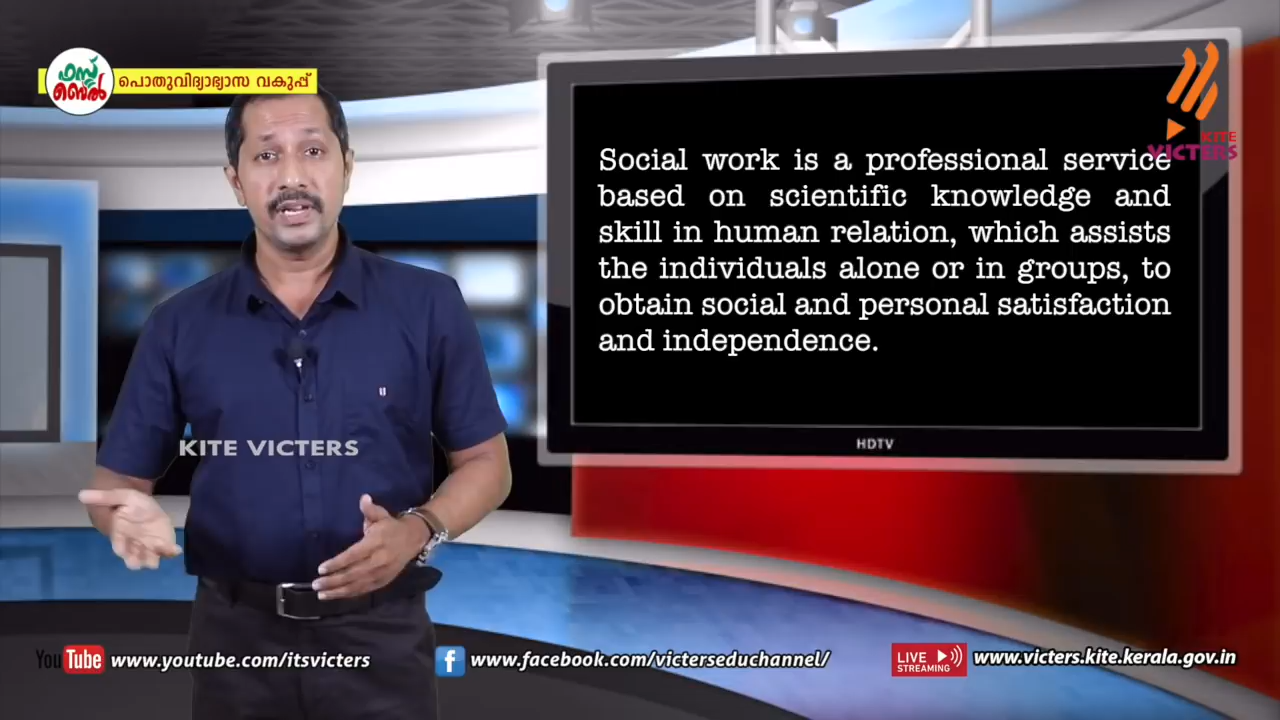 ഫസ്റ്റ്
ബെൽ
പൊതുവിദ്യാഭ്യാസ വകുപ്പ്
KITE
VICTERS
Social work is a professional service
based on scientific knowledge and
skill in human relation, which assists
the individuals alone or in groups, to
obtain social and personal satisfaction
and independence.
HDTV
KITE VICTERS
YouTube www.youtube.com/itsvicters
f www.facebook.com/victerseduchannel/
LIVE
STREAMING
www.victers.kite.kerala.gov.in